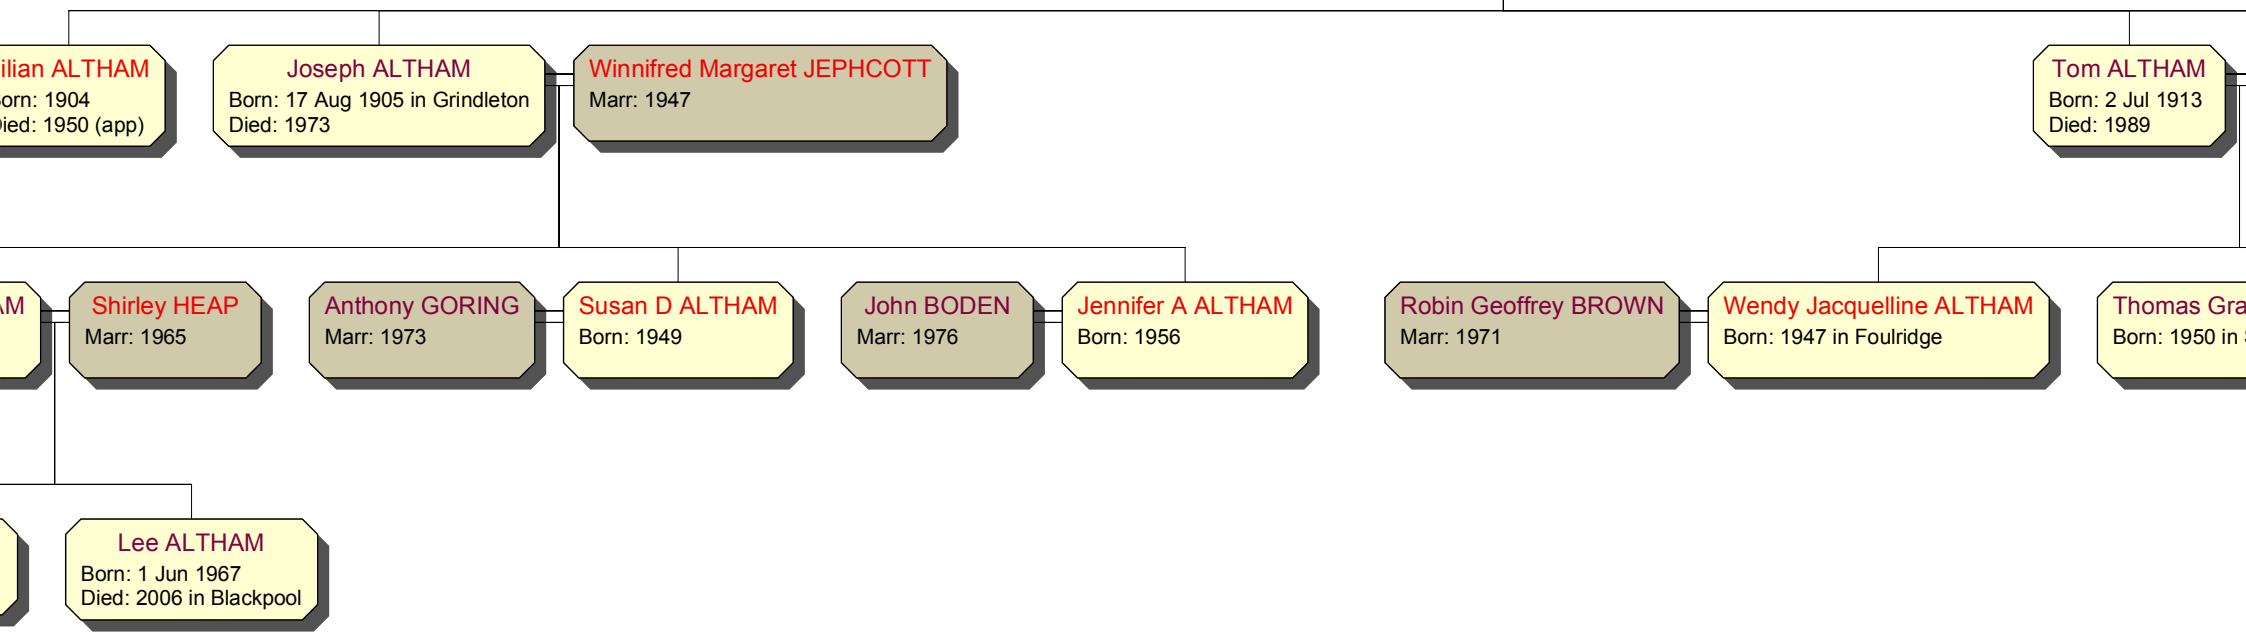 ilian ALTHAM
orn: 1904
ied: 1950 (app)
Joseph ALTHAM
Born: 17 Aug 1905 in Grindleton
Died: 1973
Winnifred Margaret JEPHCOTT
Marr: 1947
Tom ALTHAM
Born: 2 Jul 1913
Died: 1989
AM
Shirley HEAP
Marr: 1965
Anthony GORING
Marr: 1973
Susan D ALTHAM
Born: 1949
John BODEN
Marr: 1976
Jennifer A ALTHAM
Born: 1956
Robin Geoffrey BROWN
Marr: 1971
Wendy Jacquelline ALTHAM
Born: 1947 in Foulridge
Thomas Gra
Born: 1950 in
Lee ALTHAM
Born: 1 Jun 1967
Died: 2006 in Blackpool